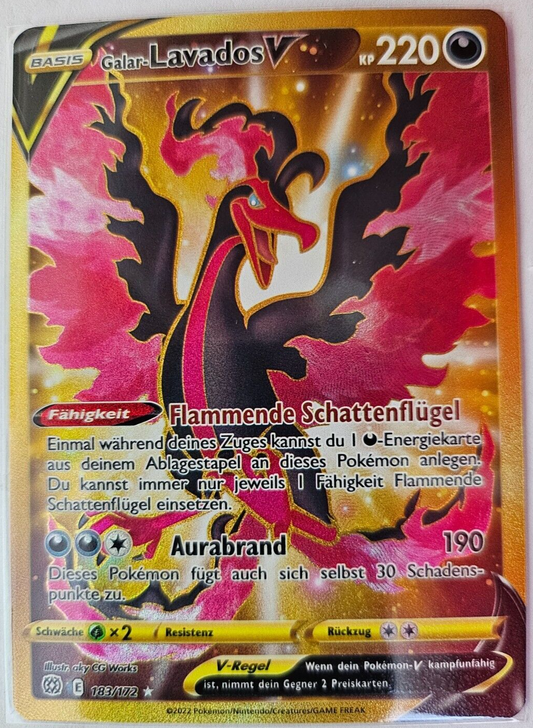 BASIS Galar-Lavados V KP 220
Fähigkeit Flammende Schattenflügel
Einmal während deines Zuges kannst du 1 -Energiekarte
aus deinem Ablagestapel an dieses Pokémon anlegen.
Du kannst immer nur jeweils 1 Fähigkeit Flammende
Schattenflügel einsetzen.
Aurabrand 190
Dieses Pokémon fügt auch sich selbst 30 Schadens-
punkte zu.
Schwäche ×2 Resistenz Rückzug
Illustr. aky CG Works
V-Regel Wenn dein Pokémon-V kampfunfähig
ist, nimmt dein Gegner 2 Preiskarten.
E 183/172
©2022 Pokémon/Nintendo/Creatures/GAME FREAK